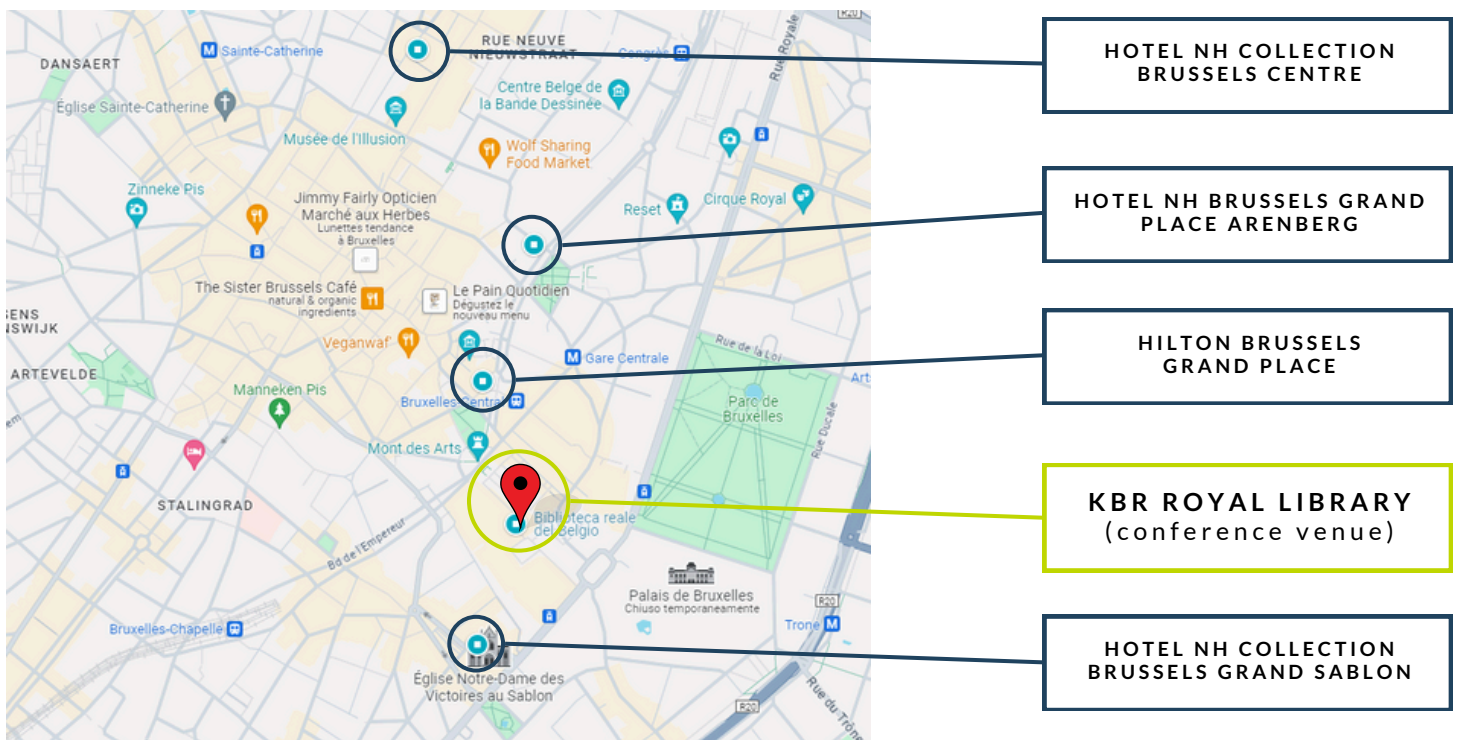 R20
RUE NEUVE
NIEUWSTRAAT
Sainte-Catherine
Congrès
Rue Royale
DANSAERT
Centre Belge de
la Bande Dessinée
Église Sainte-Catherine
Musée de l'Illusion
Wolf Sharing
Food Market
Zinneke Pis
Jimmy Fairly Opticien
Marché aux Herbes
Lunettes tendance
à Bruxelles
Reset
Cirque Royal
The Sister Brussels Café
natural & organic
ingredients
Le Pain Quotidien
Dégustez le
nouveau menu
Veganwaf'
Gare Centrale
Rue de la Loi
ARTEVELDE
Manneken Pis
Bruxelles-Central
Parc de
Bruxelles
Rue Ducale
Mont des Arts
STALINGRAD
Biblioteca reale
del Belgio
Bd de l'Empereur
Palais de Bruxelles
Chiuso temporaneamente
R20
Bruxelles-Chapelle
Trone
Église Notre-Dame des
Victoires au Sablon
R20
Rue du Trône
HOTEL NH COLLECTION
BRUSSELS CENTRE
HOTEL NH BRUSSELS GRAND
PLACE ARENBERG
HILTON BRUSSELS
GRAND PLACE
KBR ROYAL LIBRARY
(conference venue)
HOTEL NH COLLECTION
BRUSSELS GRAND SABLON